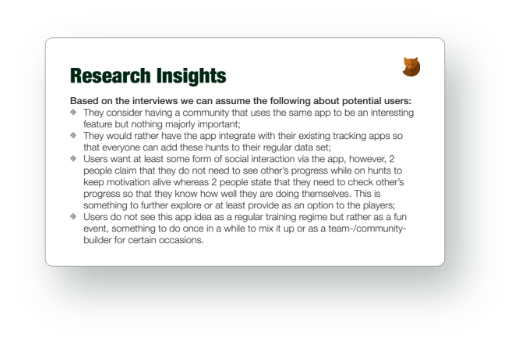 Research Insights
Based on the interviews we can assume the following about potential users:
They consider having a community that uses the same app to be an interesting
feature but nothing majorly important;
They would rather have the app integrate with their existing tracking apps so
that everyone can add these hunts to their regular data set;
Users want at least some form of social interaction via the app, however, 2
people claim that they do not need to see other's progress while on hunts to
keep motivation alive whereas 2 people state that they need to check other's
progress so that they know how well they are doing themselves. This is
something to further explore or at least provide as an option to the players;
Users do not see this app idea as a regular training regime but rather as a fun
event, something to do once in a while to mix it up or as a team-/community-
builder for certain occasions.